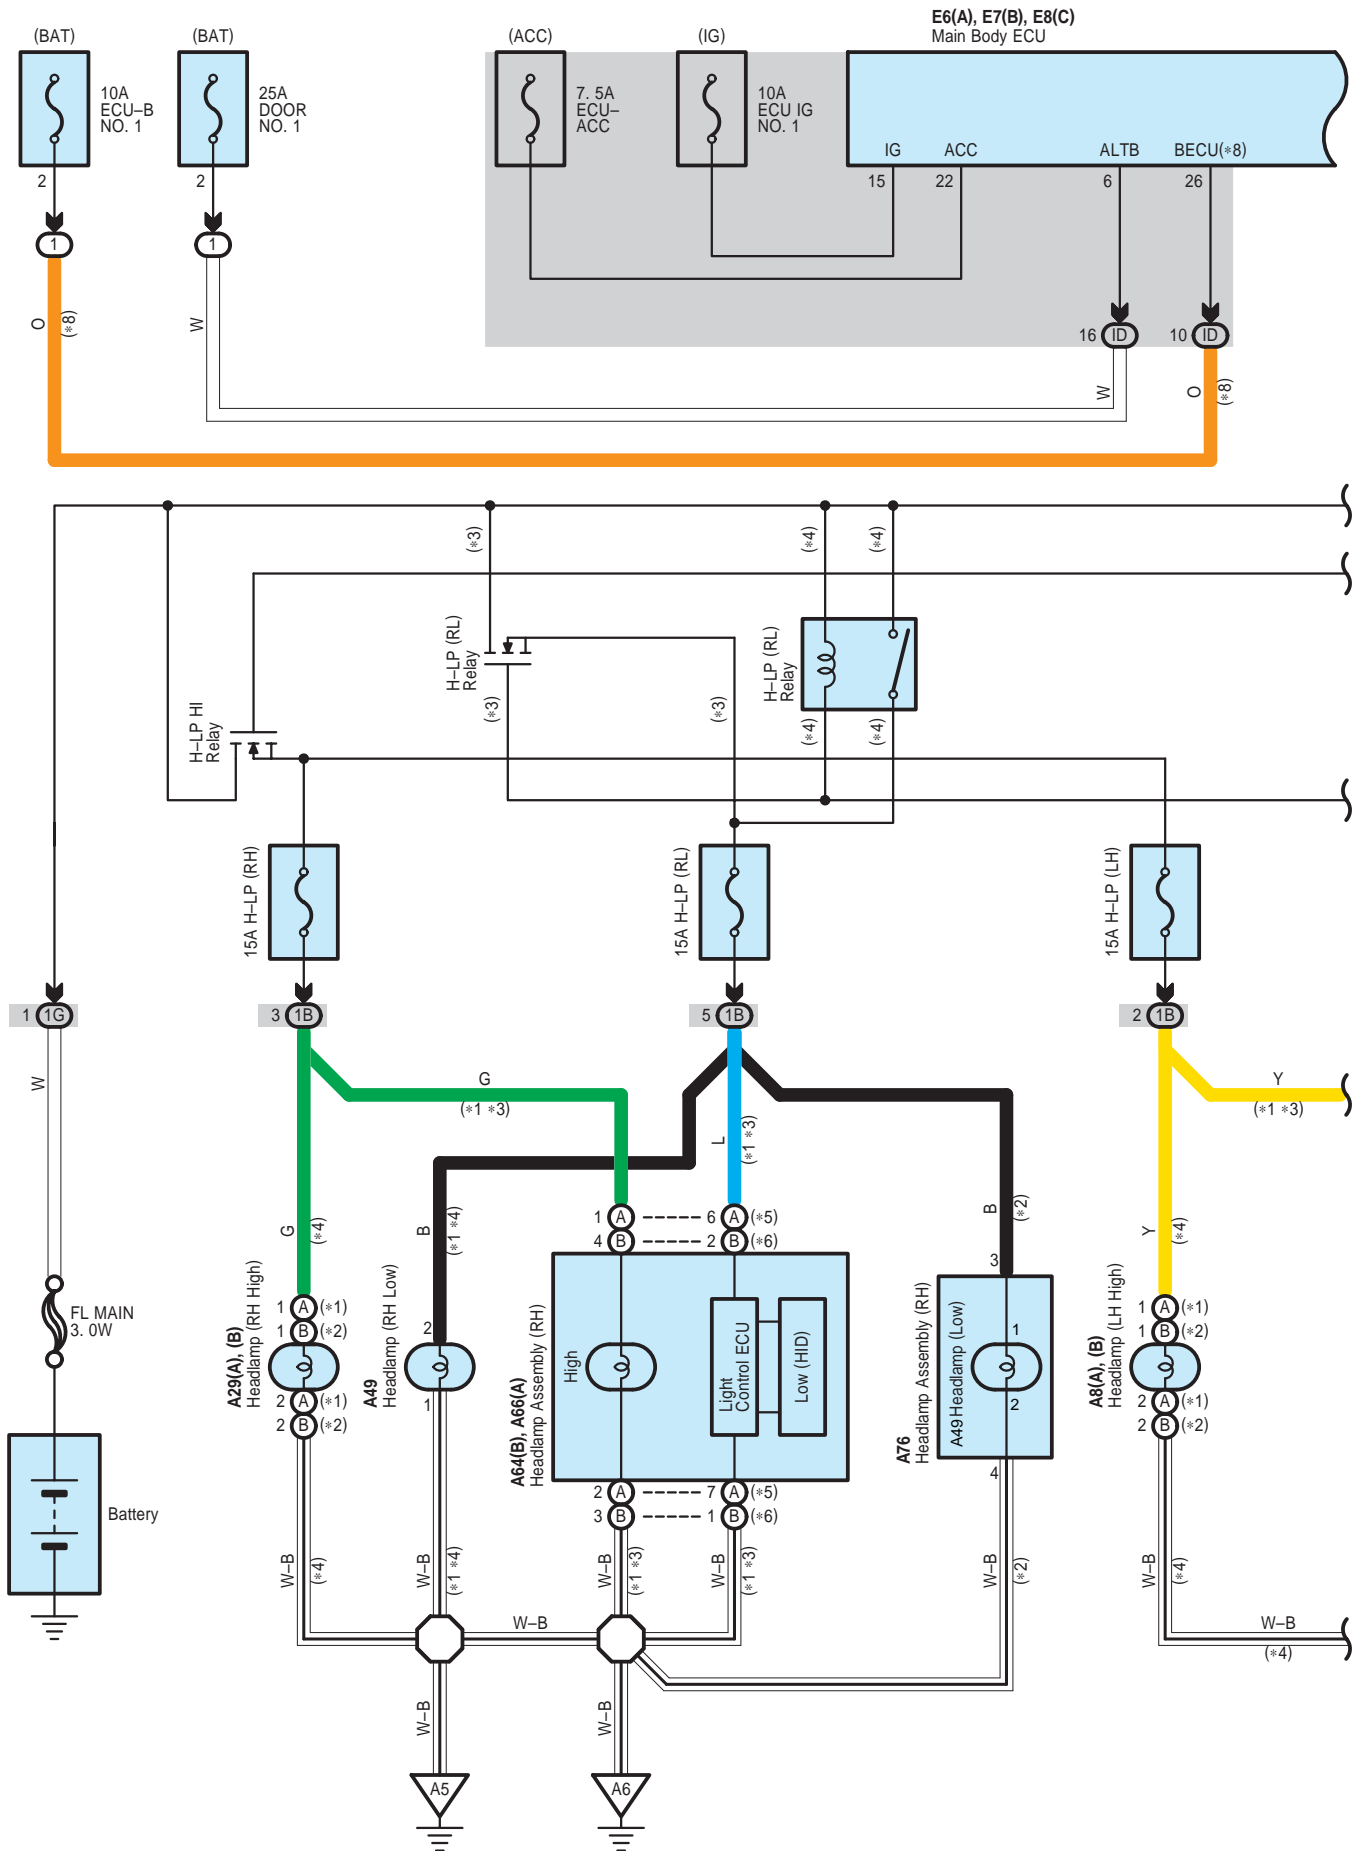 E6(A), E7(B), E8(C)
Main Body ECU
(BAT)
(BAT)
(ACC)
(IG)
10A
ECU–B
NO. 1
25A
DOOR
NO. 1
7. 5A
ECU–
ACC
10A
ECU IG
NO. 1
IG
ACC
ALTB
BECU(*8)
2
2
15
22
6
26
1
1
O
(*8)
W
16
ID
10
ID
W
O
(*8)
(*3)
(*4)
(*4)
H–LP (RL)
Relay
H–LP (RL)
Relay
(*3)
(*3)
(*4)
(*4)
H–LP HI
Relay
15A H–LP (RH)
15A H–LP (RL)
15A H–LP (LH)
1
1G
3
1B
5
1B
2
1B
W
G
(*1 *3)
L
(*1 *3)
Y
(*1 *3)
G
(*4)
B
(*1 *4)
B
(*2)
Y
(*4)
1 A
6 A (*5)
4 B
2 B (*6)
3
FL MAIN
3. 0W
A29(A), (B)
Headlamp (RH High)
1 A (*1)
1 B (*2)
2 A (*1)
2 B (*2)
A49
Headlamp (RH Low)
2
1
A64(B), A66(A)
Headlamp Assembly (RH)
High
Light
Control ECU
Low (HID)
A76
Headlamp Assembly (RH)
A49 Headlamp (Low)
1
2
4
A8(A), (B)
Headlamp (LH High)
1 A (*1)
1 B (*2)
2 A (*1)
2 B (*2)
2 A
7 A (*5)
3 B
1 B (*6)
Battery
W–B
(*4)
W–B
(*1 *4)
W–B
(*1 *3)
W–B
(*1 *3)
W–B
(*2)
W–B
(*4)
W–B
W–B
(*4)
W–B
W–B
A5
A6